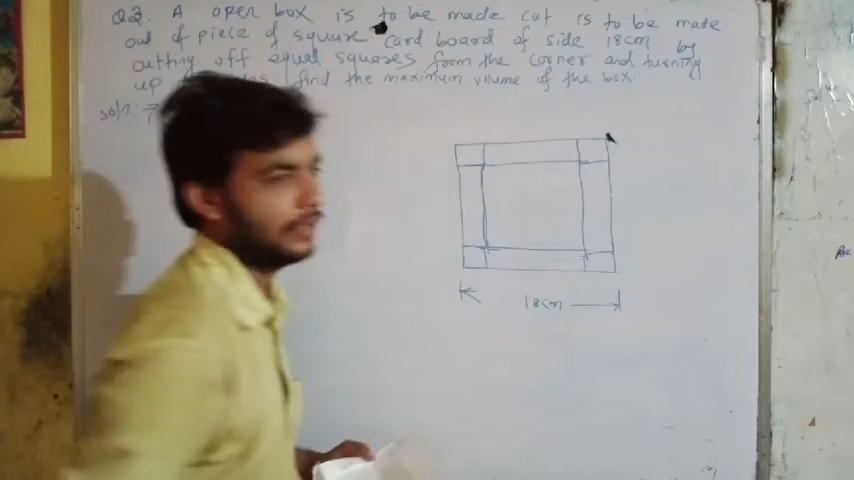 Q2. A open box is to be made cut is to be made
out of piece of square card board of side 18cm by
cutting off equal squares from the corner and turning
up find the maximum volume of the box.
soln:
18cm